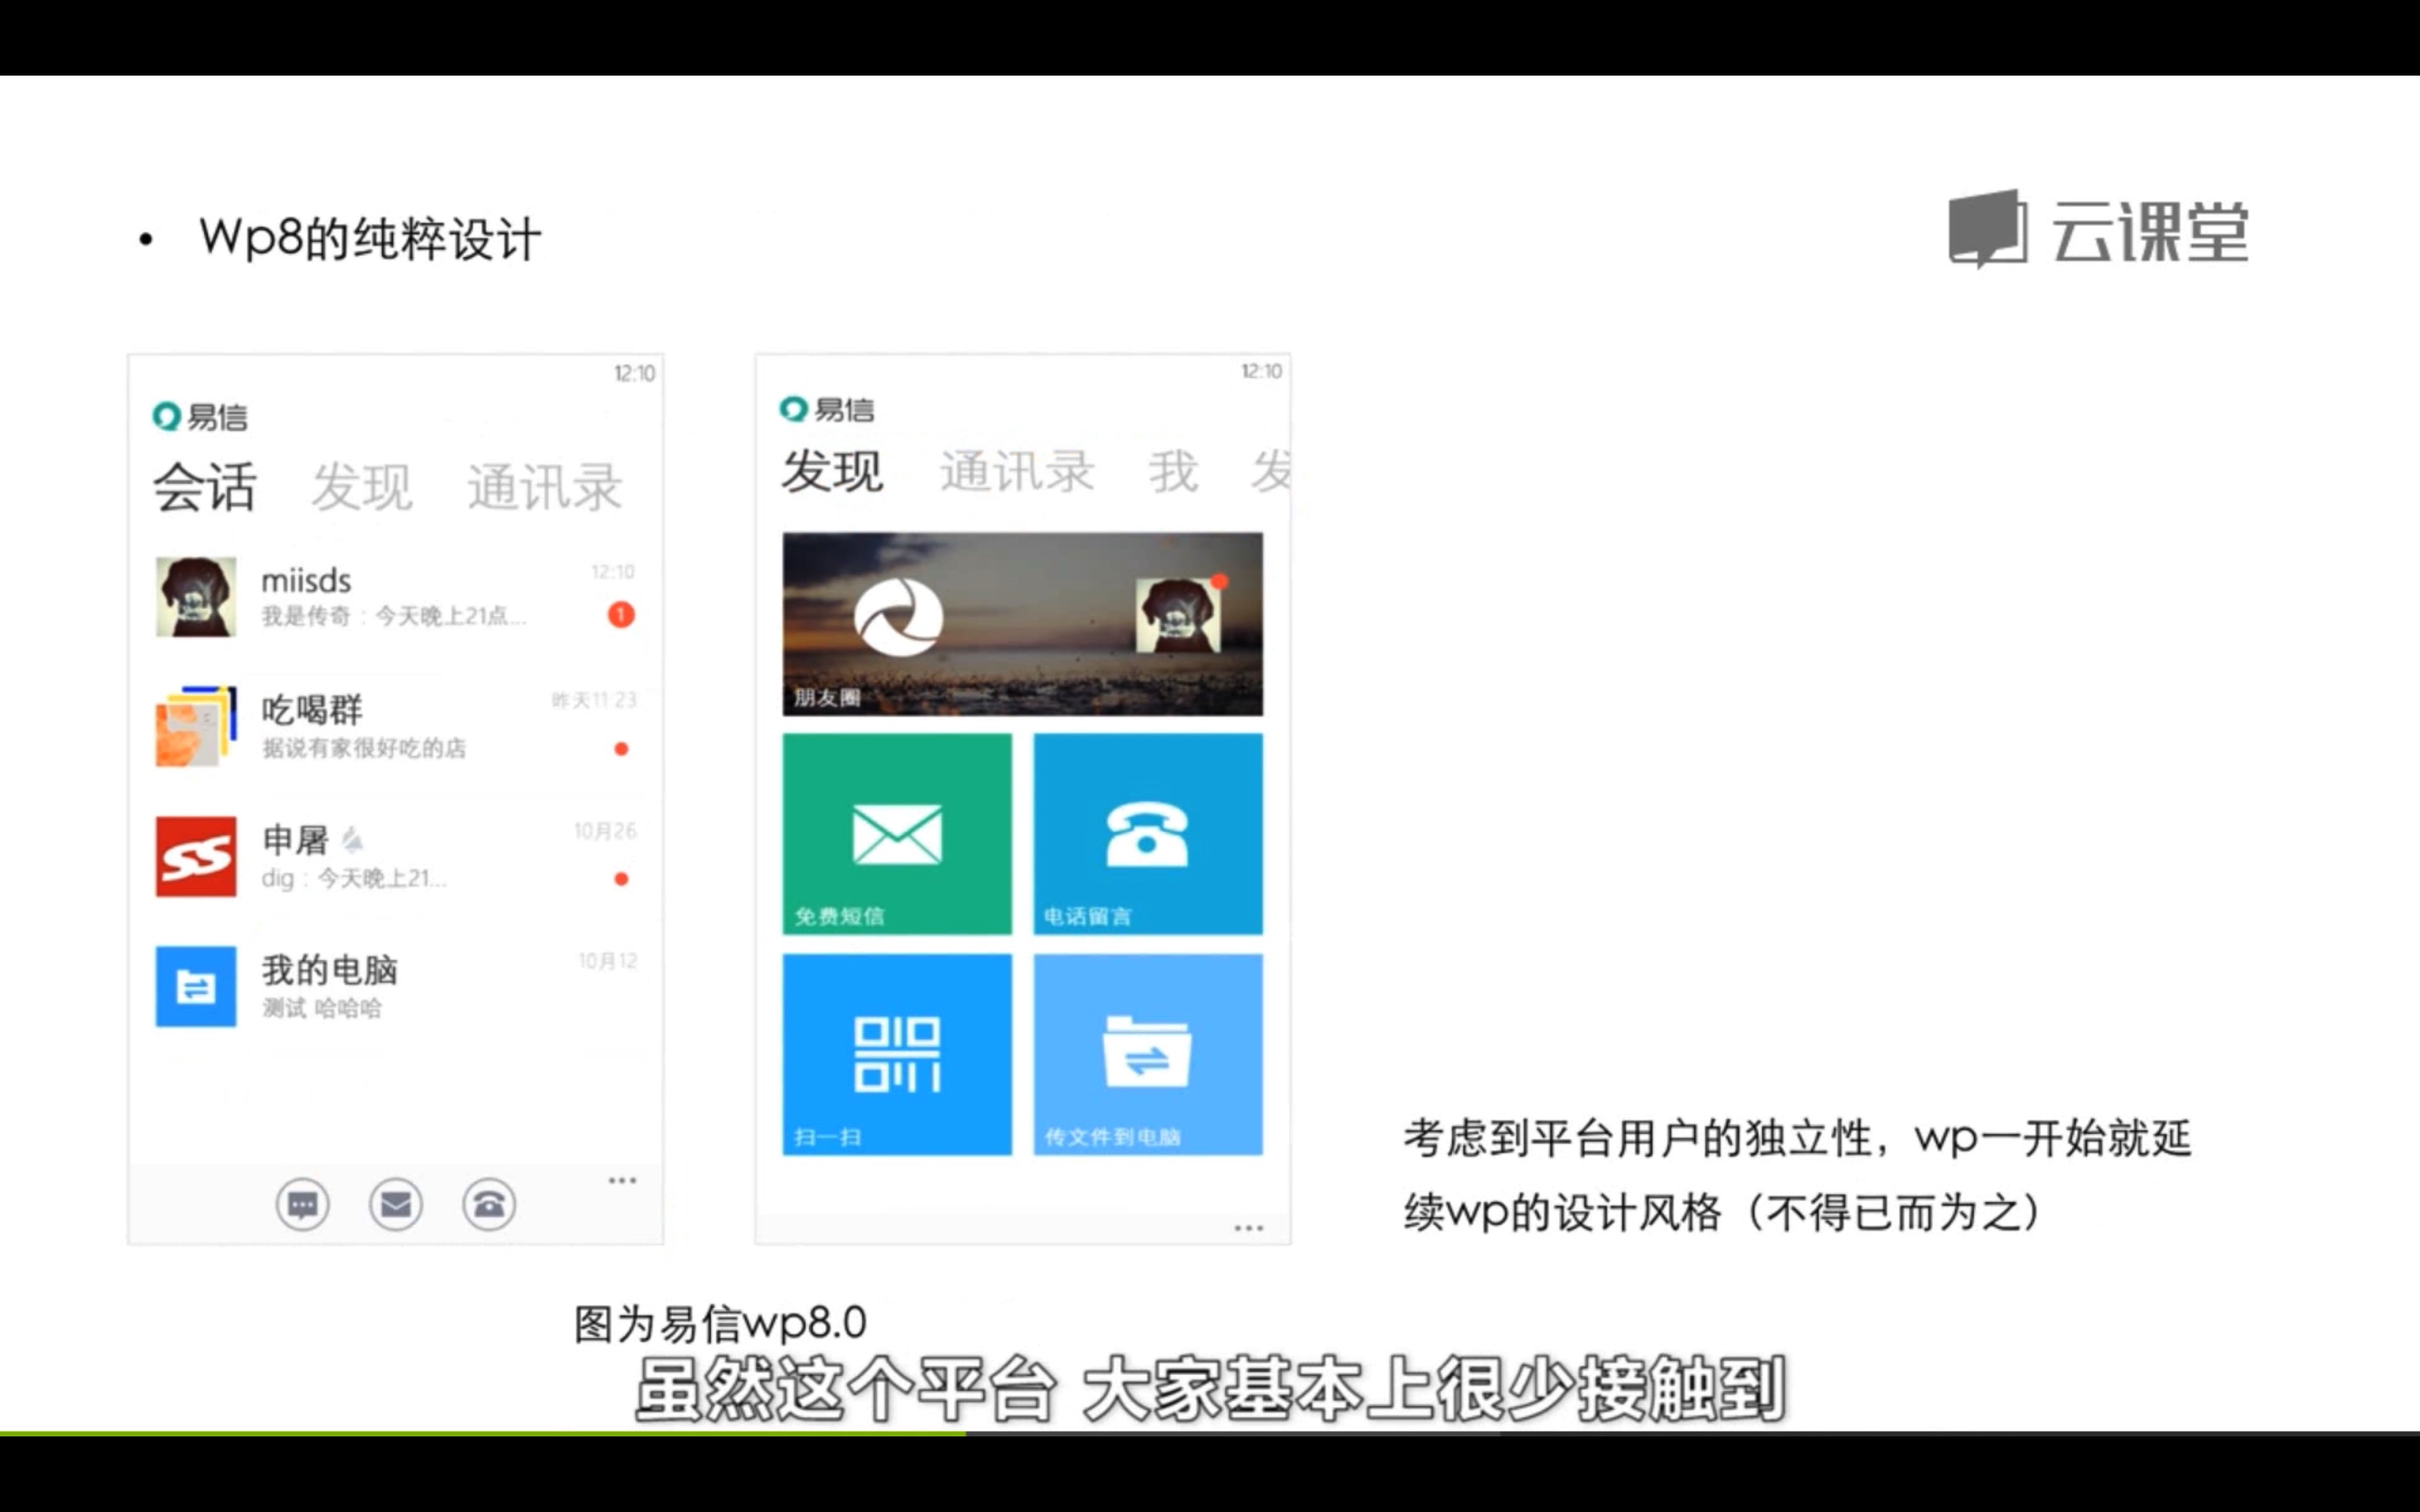 Wp8的纯粹设计
云课堂
12:10
易信
会话 发现 通讯录
miisds 12:10
我是传奇：今天晚上21点... 1
吃喝群 昨天11:23
据说有家很好吃的店
申屠 10月26
dig：今天晚上21...
我的电脑 10月12
测试 哈哈哈
12:10
易信
发现 通讯录 我 发
朋友圈
免费短信 电话留言
扫一扫 传文件到电脑
考虑到平台用户的独立性，wp一开始就延
续wp的设计风格（不得已而为之）
图为易信wp8.0
虽然这个平台 大家基本上很少接触到